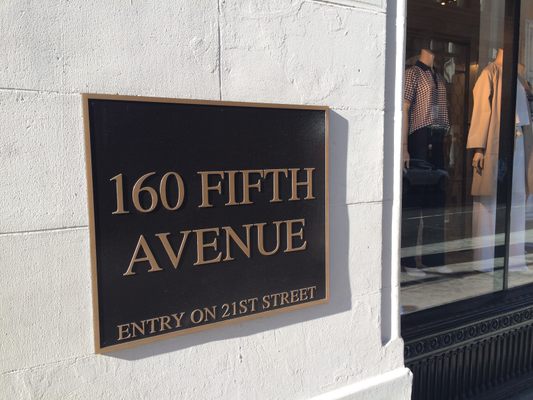 160 FIFTH
AVENUE
ENTRY ON 21ST STREET